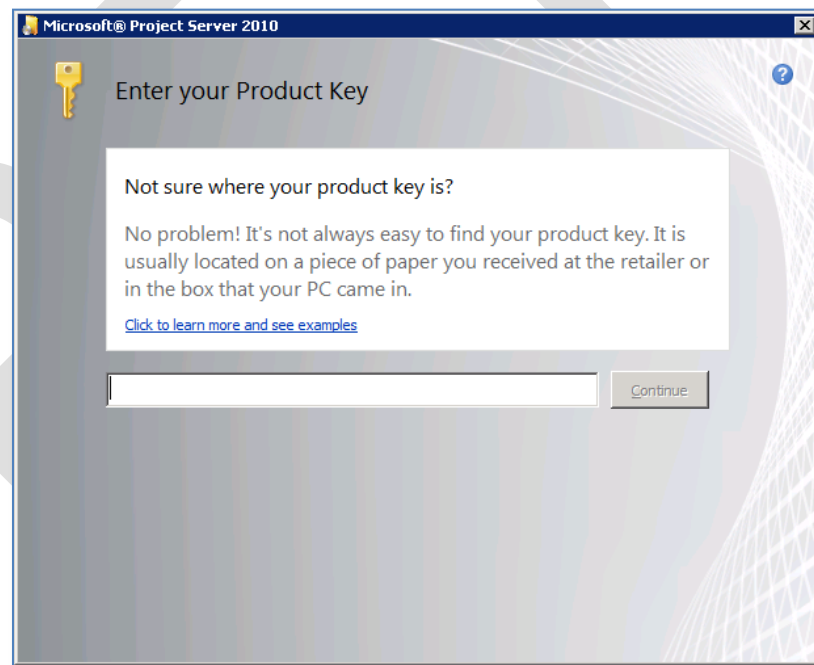 Microsoft® Project Server 2010
Enter your Product Key
Not sure where your product key is?
No problem! It's not always easy to find your product key. It is
usually located on a piece of paper you received at the retailer or
in the box that your PC came in.
Click to learn more and see examples
Continue